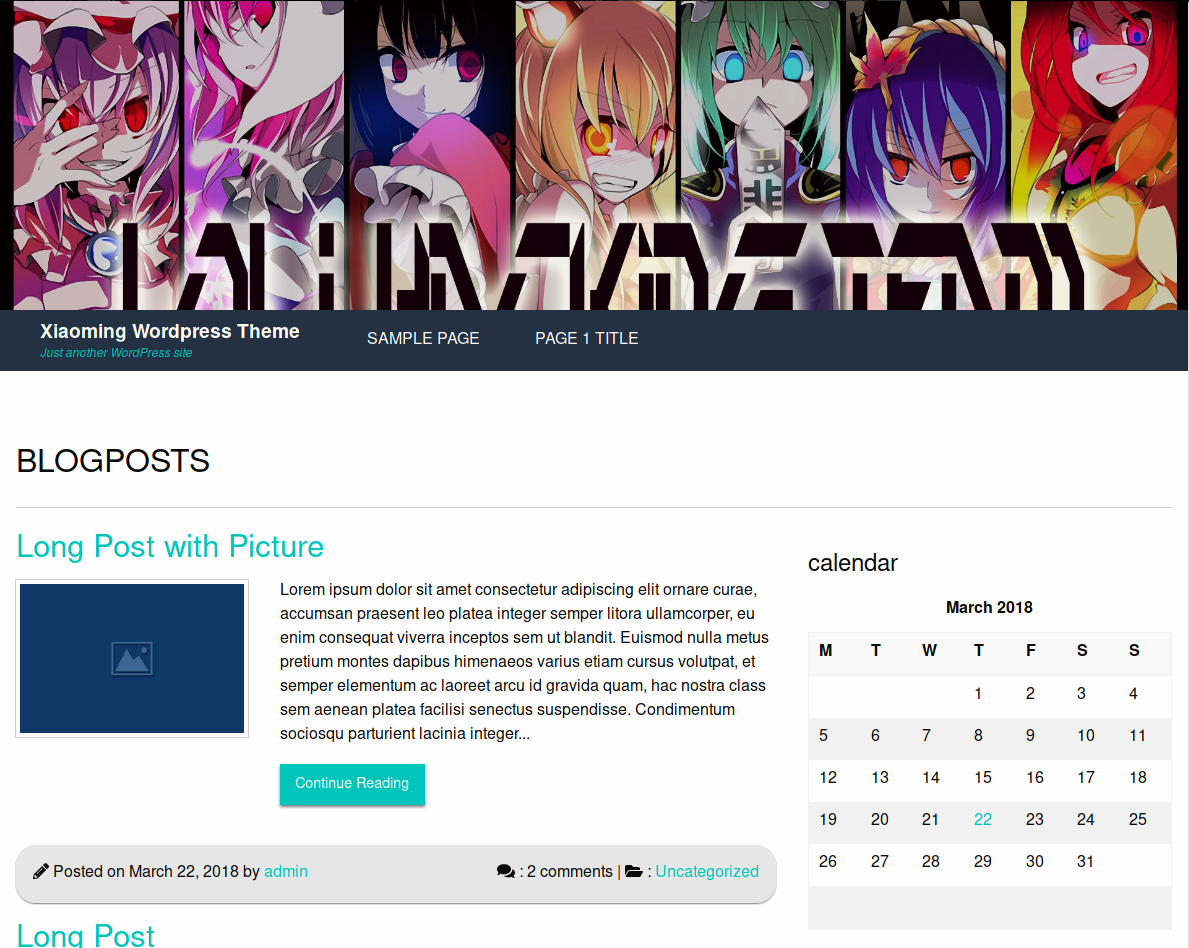 Xiaoming Wordpress Theme
Just another WordPress site
SAMPLE PAGE
PAGE 1 TITLE
BLOGPOSTS
Long Post with Picture
Lorem ipsum dolor sit amet consectetur adipiscing elit ornare curae,
accumsan praesent leo platea integer semper litora ullamcorper, eu
enim consequat viverra inceptos sem ut blandit. Euismod nulla metus
pretium montes dapibus himenaeos varius etiam cursus volutpat, et
semper elementum ac laoreet arcu id gravida quam, hac nostra class
sem aenean platea facilisi senectus suspendisse. Condimentum
sociosqu parturient lacinia integer...
Continue Reading
Posted on March 22, 2018 by admin
: 2 comments | : Uncategorized
Long Post
calendar
March 2018
M T W T F S S
1 2 3 4
5 6 7 8 9 10 11
12 13 14 15 16 17 18
19 20 21 22 23 24 25
26 27 28 29 30 31